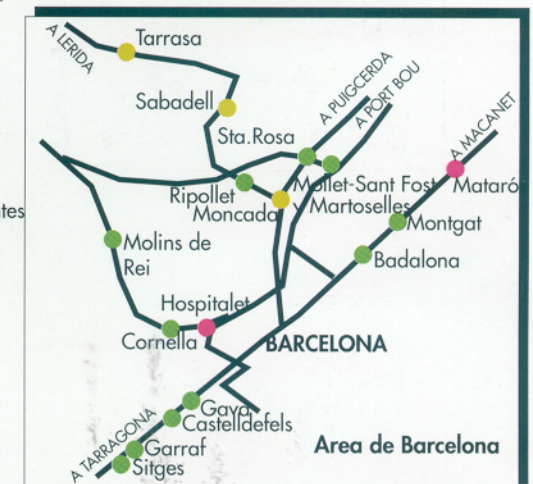 A LERIDA
Tarrasa
Sabadell
A PUIGCERDA
A PORT BOU
Sta.Rosa
A MACANET
Ripollet
Moncada
Mollet-Sant Fost
Y Martoselles
Mataró
Montgat
Badalona
Molins de
Rei
Hospitalet
Cornella
BARCELONA
Gava
Castelldefels
A TARRAGONA
Garraf
Sitges
Area de Barcelona